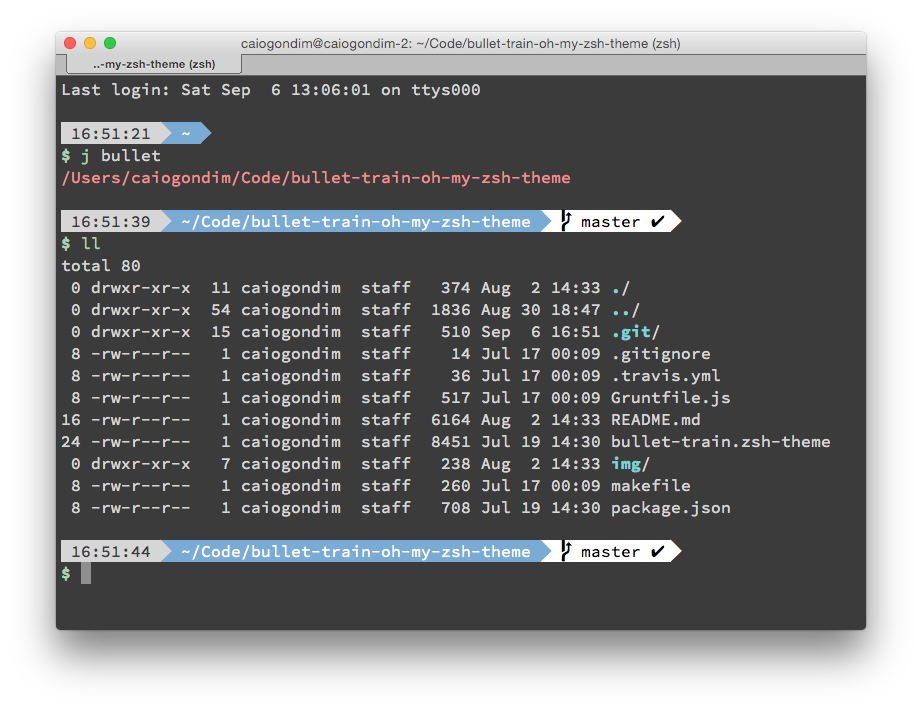 caiogondim@caiogondim-2: ~/Code/bullet-train-oh-my-zsh-theme (zsh)
..-my-zsh-theme (zsh)
Last login: Sat Sep  6 13:06:01 on ttys000
16:51:21 ~
$ j bullet
/Users/caiogondim/Code/bullet-train-oh-my-zsh-theme
16:51:39 ~/Code/bullet-train-oh-my-zsh-theme master ✔
$ ll
total 80
 0 drwxr-xr-x  11 caiogondim  staff   374 Aug  2 14:33 ./
 0 drwxr-xr-x  54 caiogondim  staff  1836 Aug 30 18:47 ../
 0 drwxr-xr-x  15 caiogondim  staff   510 Sep  6 16:51 .git/
 8 -rw-r--r--   1 caiogondim  staff    14 Jul 17 00:09 .gitignore
 8 -rw-r--r--   1 caiogondim  staff    36 Jul 17 00:09 .travis.yml
 8 -rw-r--r--   1 caiogondim  staff   517 Jul 17 00:09 Gruntfile.js
16 -rw-r--r--   1 caiogondim  staff  6164 Aug  2 14:33 README.md
24 -rw-r--r--   1 caiogondim  staff  8451 Jul 19 14:30 bullet-train.zsh-theme
 0 drwxr-xr-x   7 caiogondim  staff   238 Aug  2 14:33 img/
 8 -rw-r--r--   1 caiogondim  staff   260 Jul 17 00:09 makefile
 8 -rw-r--r--   1 caiogondim  staff   708 Jul 19 14:30 package.json
16:51:44 ~/Code/bullet-train-oh-my-zsh-theme master ✔
$